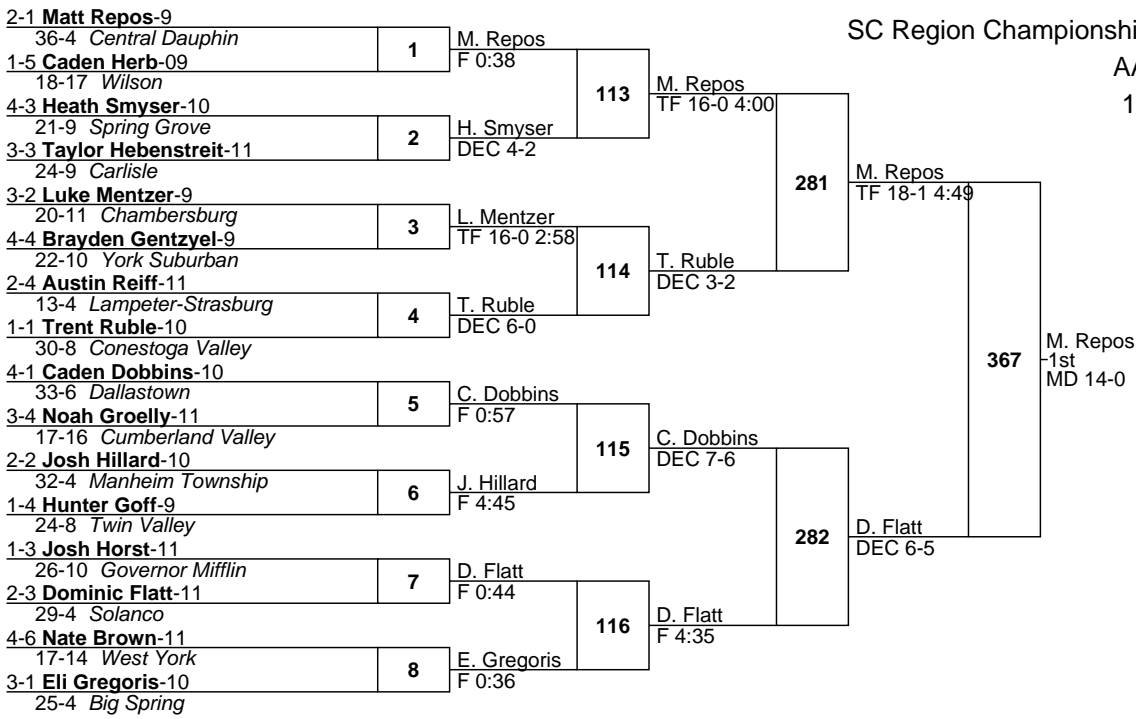 SC Region Championshi
AA
1
2-1 Matt Repos-9
36-4 Central Dauphin
1-5 Caden Herb-09
18-17 Wilson
4-3 Heath Smyser-10
21-9 Spring Grove
3-3 Taylor Hebenstreit-11
24-9 Carlisle
3-2 Luke Mentzer-9
20-11 Chambersburg
4-4 Brayden Gentzyel-9
22-10 York Suburban
2-4 Austin Reiff-11
13-4 Lampeter-Strasburg
1-1 Trent Ruble-10
30-8 Conestoga Valley
4-1 Caden Dobbins-10
33-6 Dallastown
3-4 Noah Groelly-11
17-16 Cumberland Valley
2-2 Josh Hillard-10
32-4 Manheim Township
1-4 Hunter Goff-9
24-8 Twin Valley
1-3 Josh Horst-11
26-10 Governor Mifflin
2-3 Dominic Flatt-11
29-4 Solanco
4-6 Nate Brown-11
17-14 West York
3-1 Eli Gregoris-10
25-4 Big Spring
1
2
3
4
5
6
7
8
M. Repos
F 0:38
H. Smyser
DEC 4-2
L. Mentzer
TF 16-0 2:58
T. Ruble
DEC 6-0
C. Dobbins
F 0:57
J. Hillard
F 4:45
D. Flatt
F 0:44
E. Gregoris
F 0:36
113
114
115
116
M. Repos
TF 16-0 4:00
T. Ruble
DEC 3-2
C. Dobbins
DEC 7-6
D. Flatt
F 4:35
281
282
M. Repos
TF 18-1 4:49
D. Flatt
DEC 6-5
367
M. Repos
1st
MD 14-0